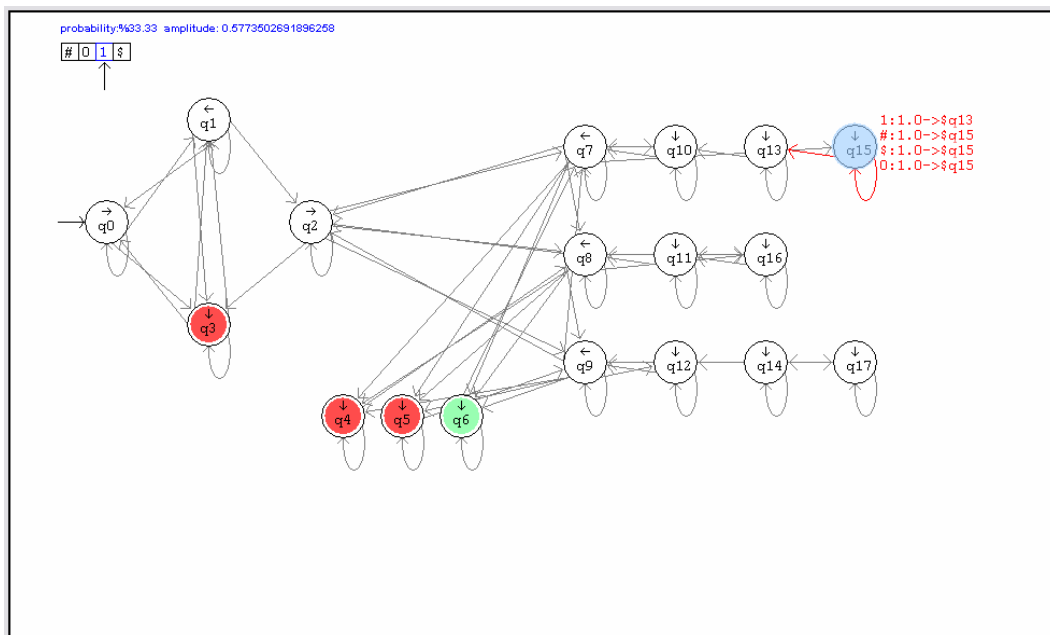 probability:%33.33 amplitude: 0.5773502691896258
# 0 1 $
← q1
→ q0
→ q2
↓ q3
↓ q4
↓ q5
↓ q6
← q7
↓ q10
↓ q13
↓ q15
1:1.0->$q13
#:1.0->$q15
$:1.0->$q15
0:1.0->$q15
← q8
↓ q11
↓ q16
← q9
↓ q12
↓ q14
↓ q17